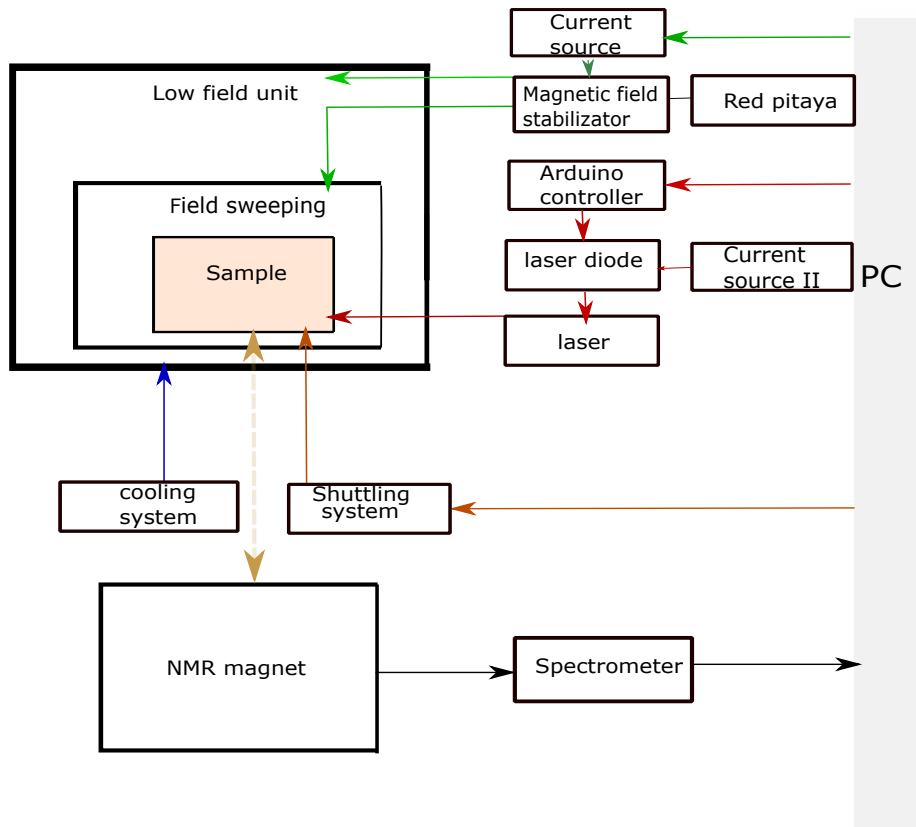 Current
source
Low field unit
Magnetic field
stabilizator
Red pitaya
Arduino
controller
Field sweeping
laser diode
Current
source II
PC
Sample
laser
cooling
system
Shuttling
system
NMR magnet
Spectrometer